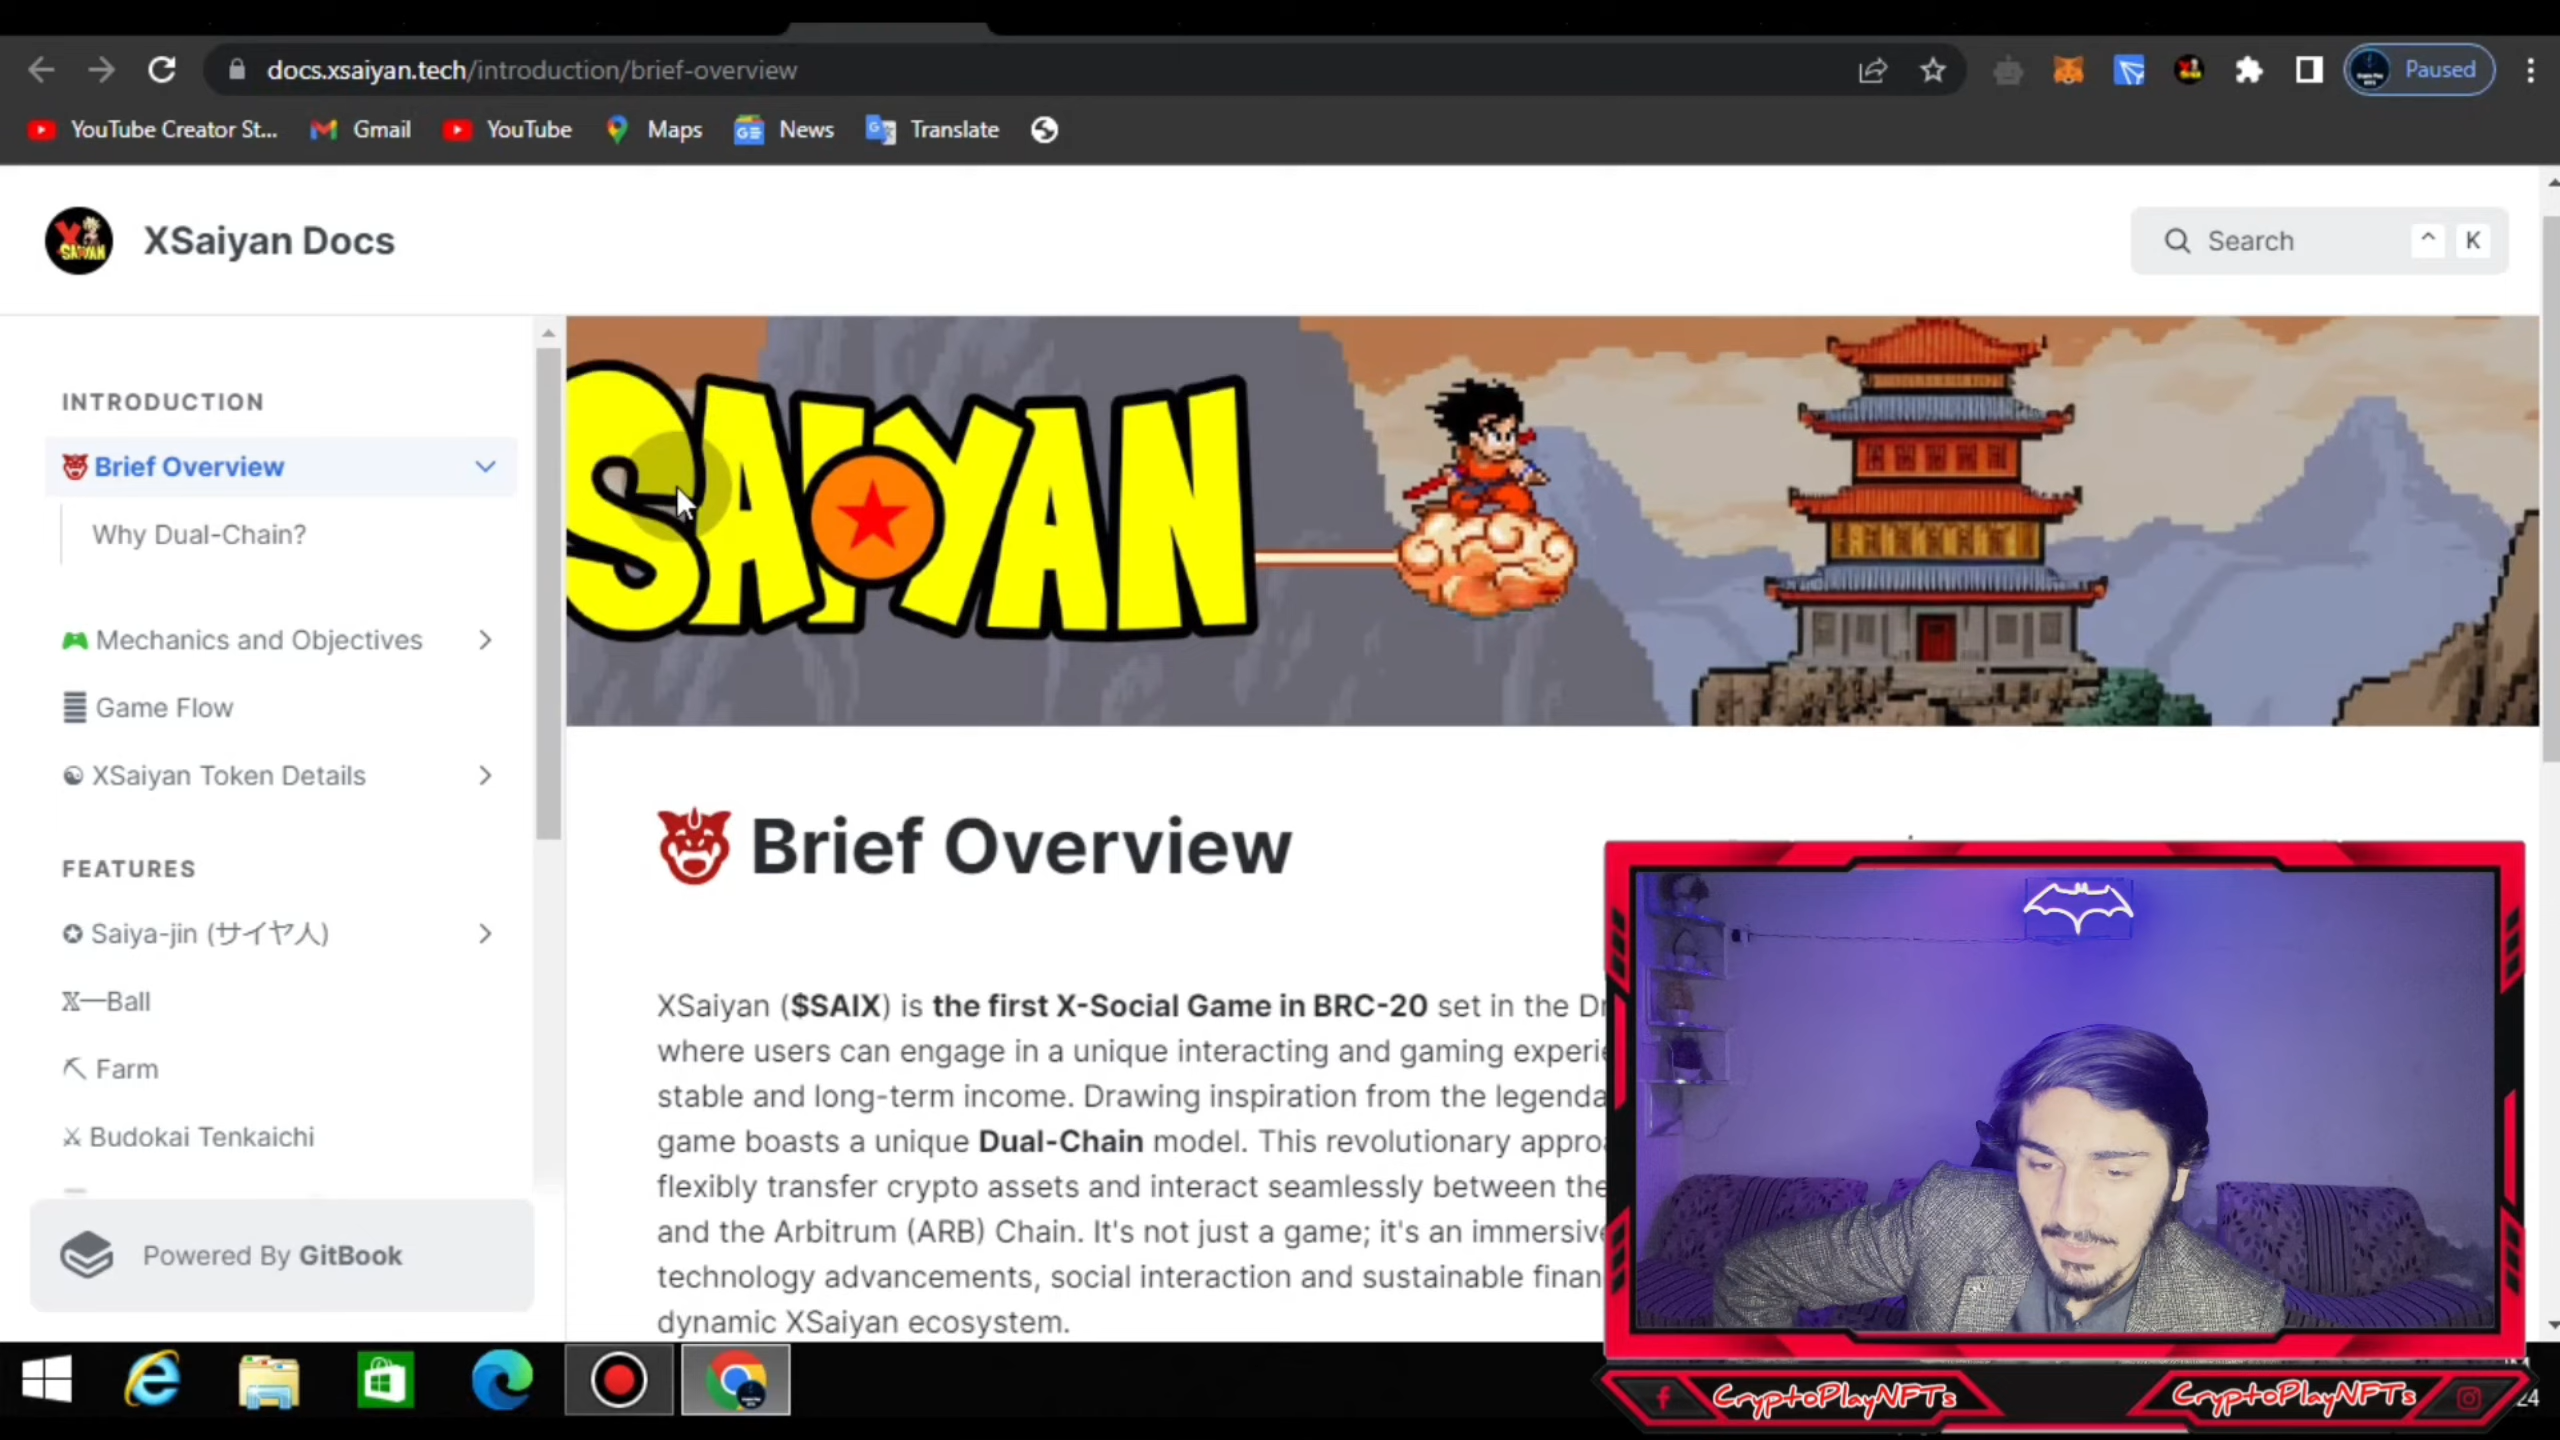 docs.xsaiyan.tech/introduction/brief-overview
Paused
YouTube Creator St...
Gmail
YouTube
Maps
News
Translate
XSaiyan Docs
Search
^ K
INTRODUCTION
Brief Overview
Why Dual-Chain?
Mechanics and Objectives
Game Flow
XSaiyan Token Details
FEATURES
Saiya-jin (サイヤ人)
X—Ball
Farm
Budokai Tenkaichi
Powered By GitBook
SAIYAN
Brief Overview
XSaiyan ($SAIX) is the first X-Social Game in BRC-20 set in the
where users can engage in a unique interacting and gaming
stable and long-term income. Drawing inspiration from the
game boasts a unique Dual-Chain model. This revolutionary
flexibly transfer crypto assets and interact seamlessly between the
and the Arbitrum (ARB) Chain. It's not just a game; it's an
technology advancements, social interaction and sustainable
dynamic XSaiyan ecosystem.
CryptoPlayNFTs
CryptoPlayNFTs